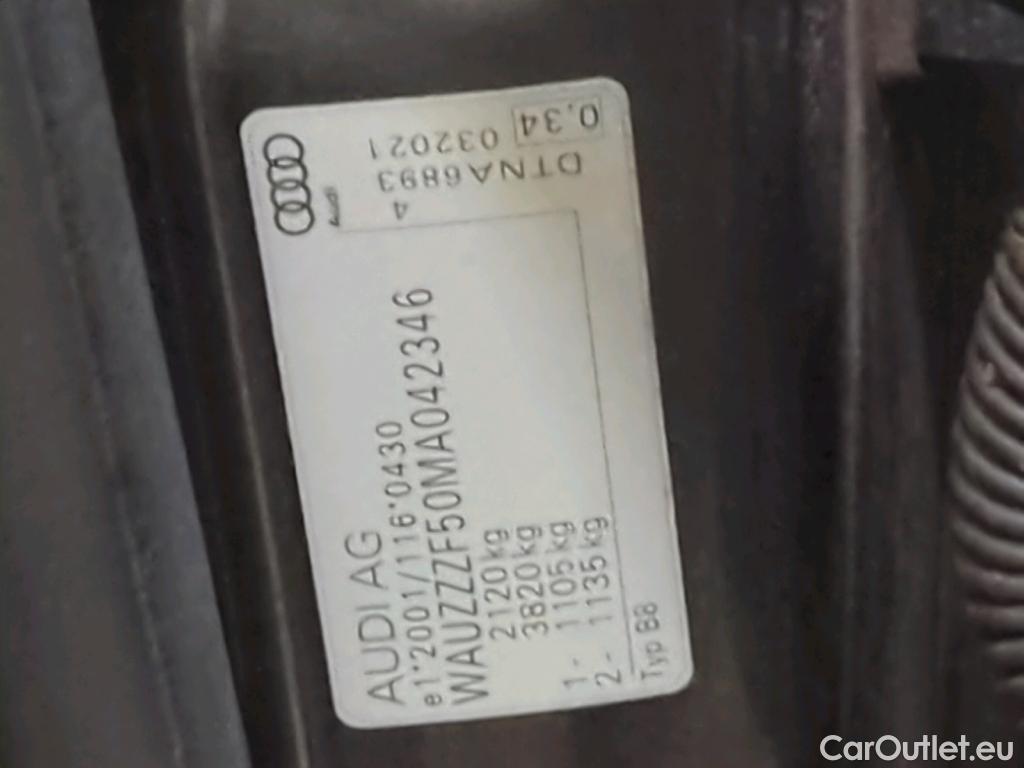 AUDI AG
e1*2001/116*0430
WAUZZZF50MA042346
2120 kg
3820 kg
1- 1105 kg
2- 1135 kg
Typ B8
Audi
4
DTNA6893
032021
0.34
CarOutlet.eu